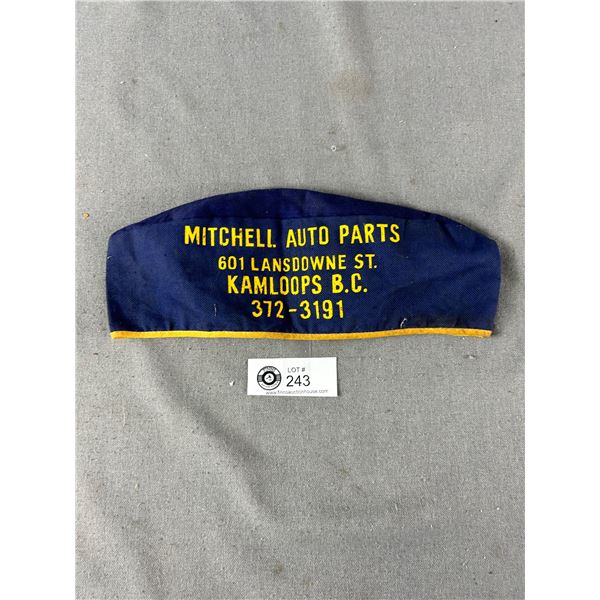 MITCHELL AUTO PARTS
601 LANSDOWNE ST.
KAMLOOPS B.C.
372-3191
LOT #
243